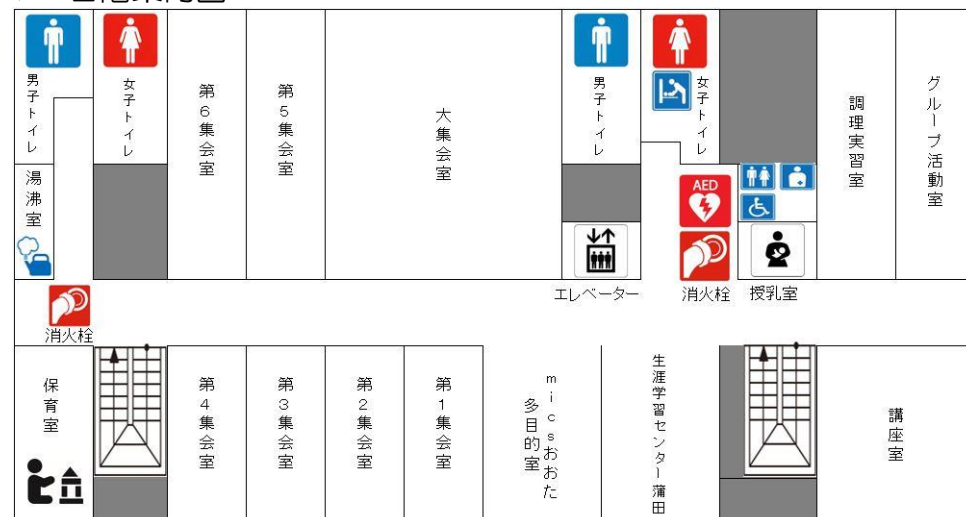 男子トイレ
女子トイレ
第6集会室
第5集会室
大集会室
男子トイレ
女子トイレ
調理実習室
グループ活動室
湯沸室
AED
エレベーター
消火栓
授乳室
消火栓
保育室
第4集会室
第3集会室
第2集会室
第1集会室
micsおおた
多目的室
生涯学習センター蒲田
講座室